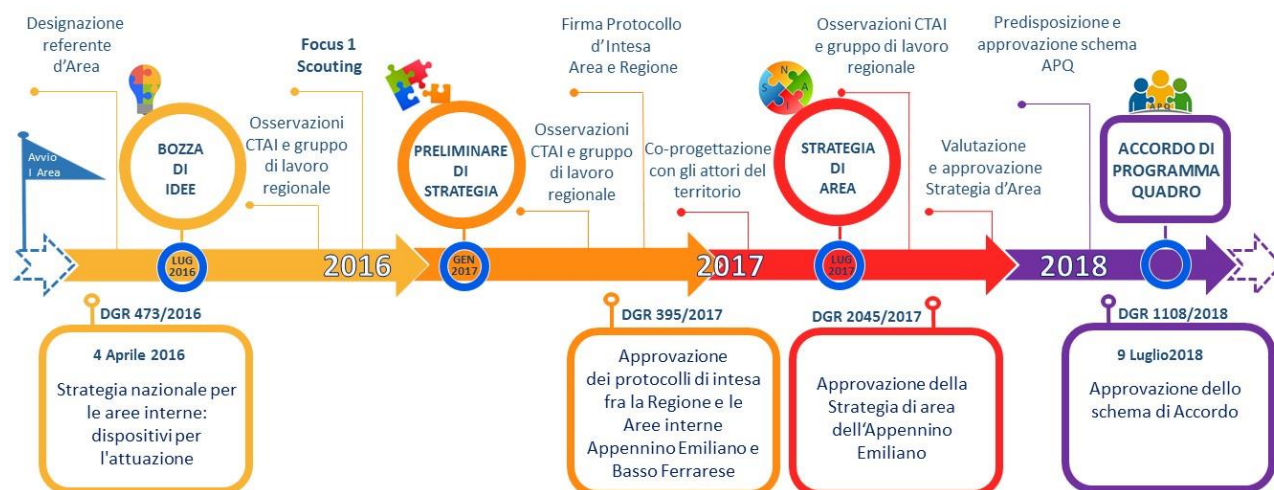 Designazione
referente
d'Area
Focus 1
Scouting
Firma Protocollo
d'Intesa
Area e Regione
Osservazioni CTAI
e gruppo di lavoro
regionale
Predisposizione e
approvazione schema
APQ
Avvio
I Area
BOZZA
DI
IDEE
Osservazioni
CTAI e gruppo
di lavoro
regionale
PRELIMINARE
DI
STRATEGIA
Osservazioni
CTAI e gruppo
di lavoro
regionale
Co-progettazione
con gli attori del
territorio
S N A I
STRATEGIA
DI
AREA
Valutazione
e approvazione
Strategia d'Area
APQ
ACCORDO DI
PROGRAMMA
QUADRO
LUG
2016
2016
GEN
2017
2017
LUG
2017
2018
DGR 473/2016
4 Aprile 2016
Strategia nazionale per
le aree interne:
dispositivi per
l'attuazione
DGR 395/2017
Approvazione
dei protocolli di intesa
fra la Regione e le
Aree interne
Appennino Emiliano e
Basso Ferrarese
DGR 2045/2017
Approvazione della
Strategia di area
dell'Appennino
Emiliano
DGR 1108/2018
9 Luglio2018
Approvazione dello
schema di Accordo